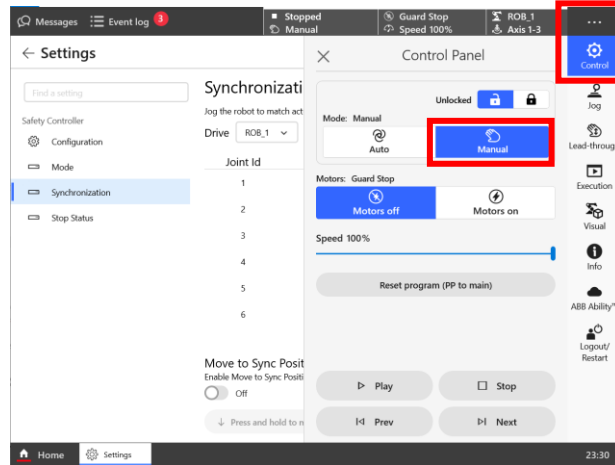 Messages
Event log 3
Stopped
Manual
Guard Stop
Speed 100%
ROB_1
Axis 1-3
...
Settings
Find a setting
Safety Controller
Configuration
Mode
Synchronization
Stop Status
Synchronizati
Jog the robot to match act
Drive ROB_1
Joint Id
1
2
3
4
5
6
Move to Sync Posit
Enable Move to Sync Positi
Off
Press and hold to
Control Panel
Unlocked
Mode: Manual
Auto
Manual
Motors: Guard Stop
Motors off
Motors on
Speed 100%
Reset program (PP to main)
Play
Stop
Prev
Next
Control
Jog
Lead-throug
Execution
Visual
Info
ABB Ability™
Logout/
Restart
Home
Settings
23:30